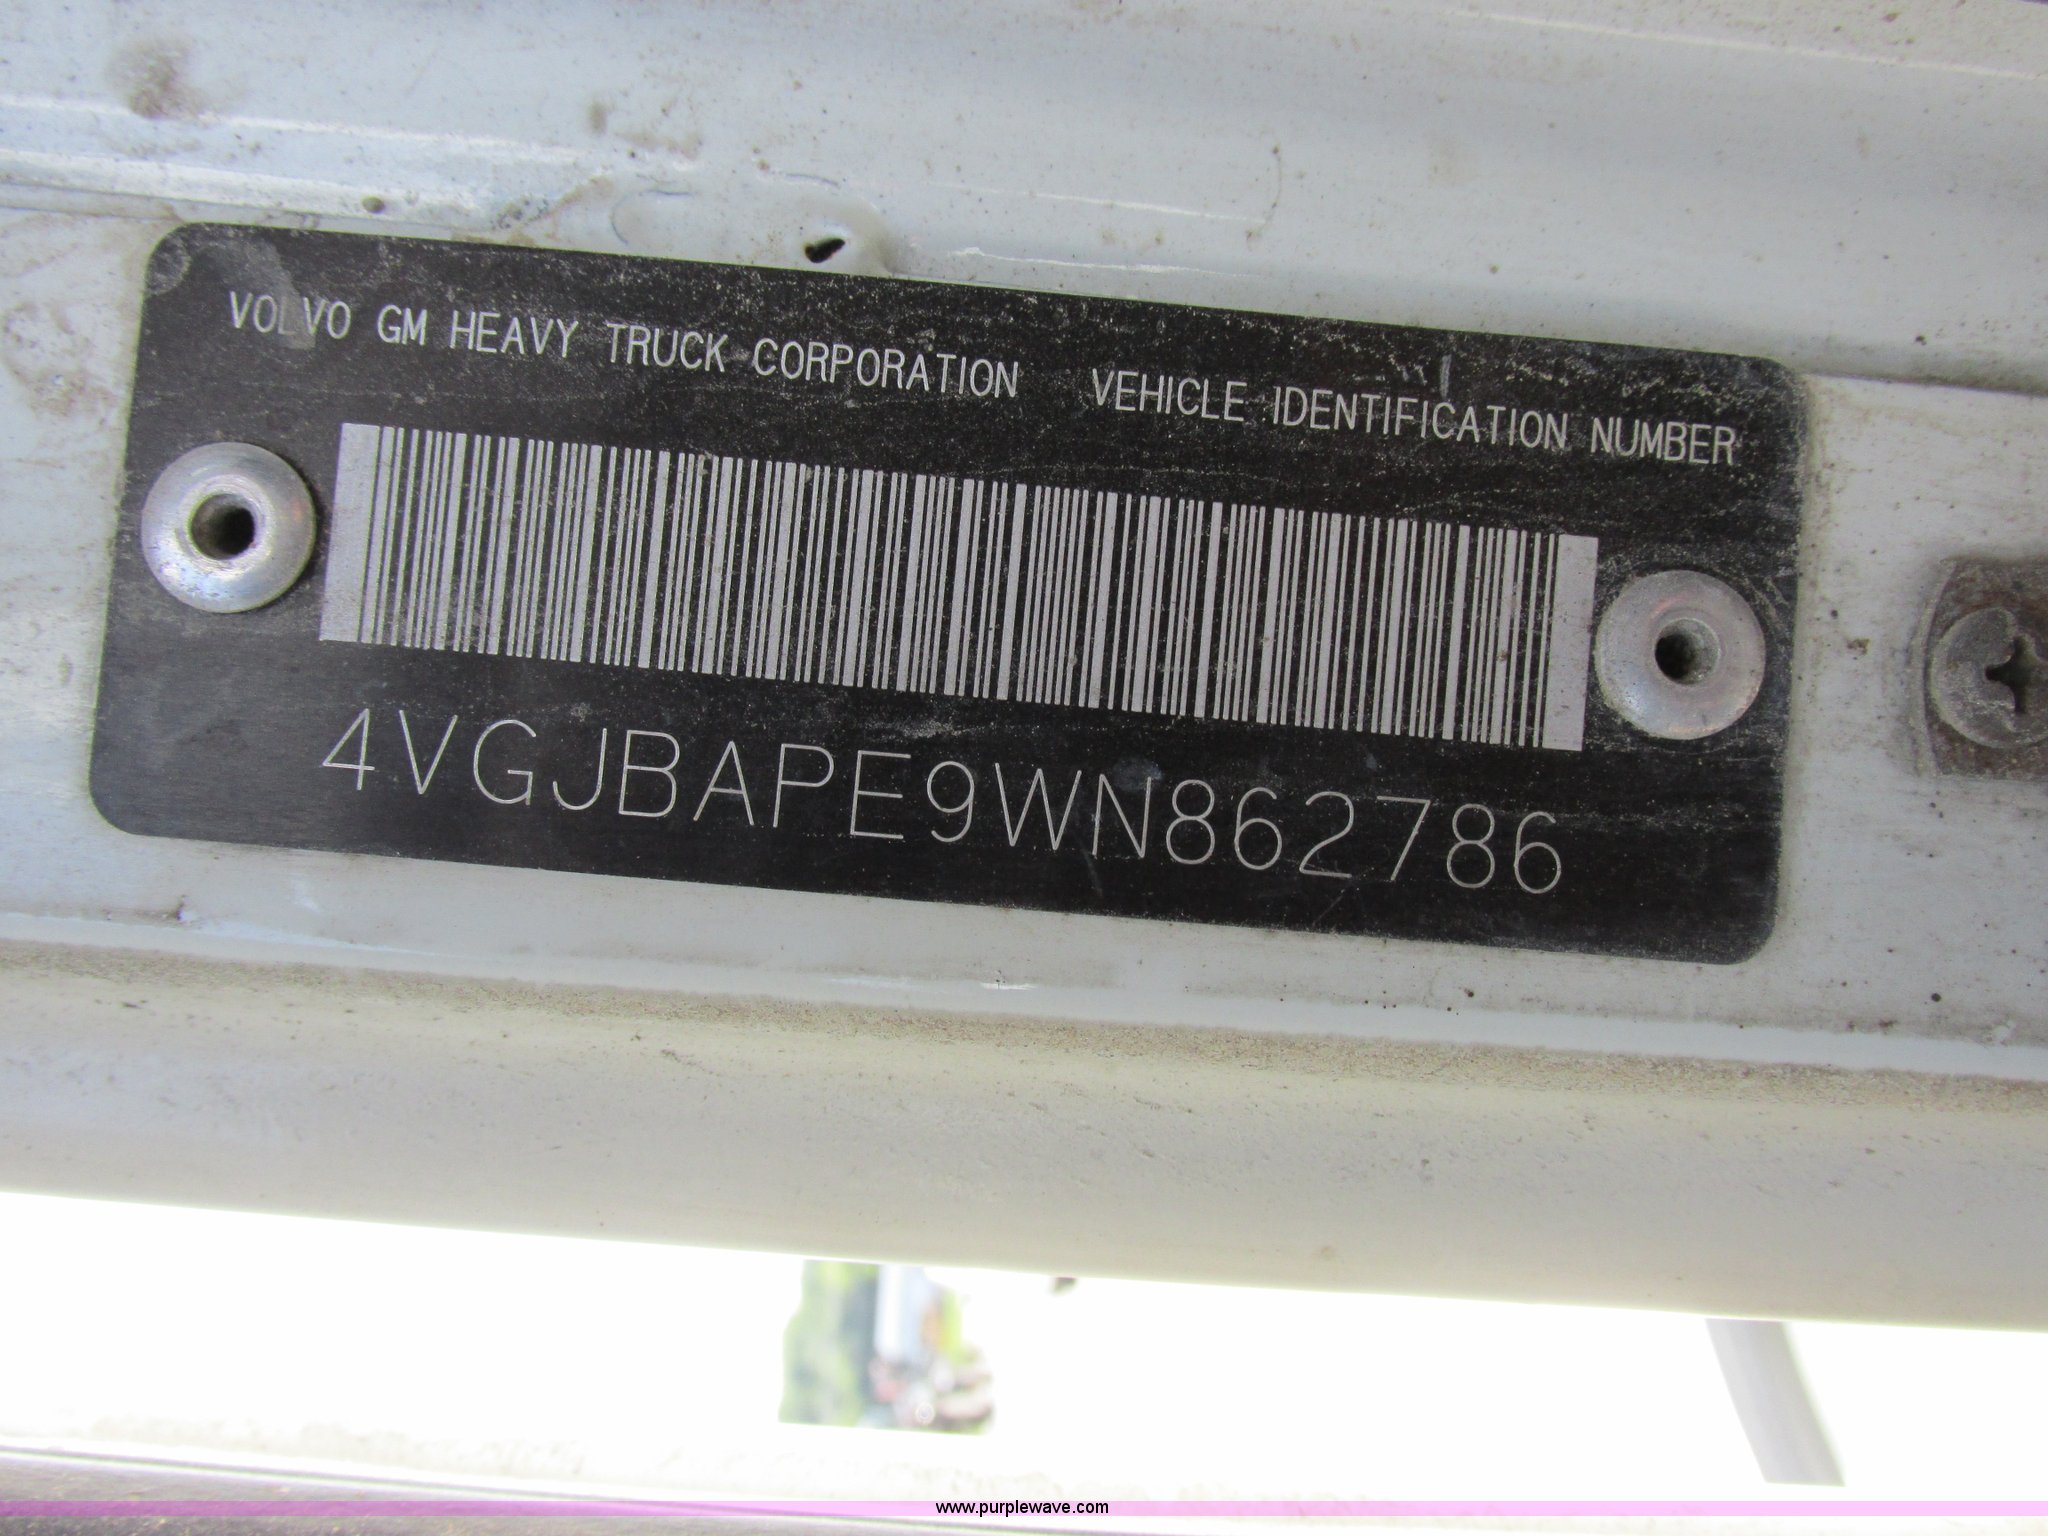 VOLVO GM HEAVY TRUCK CORPORATION VEHICLE IDENTIFICATION NUMBER
4VGJBAPE9WN862786
www.purplewave.com